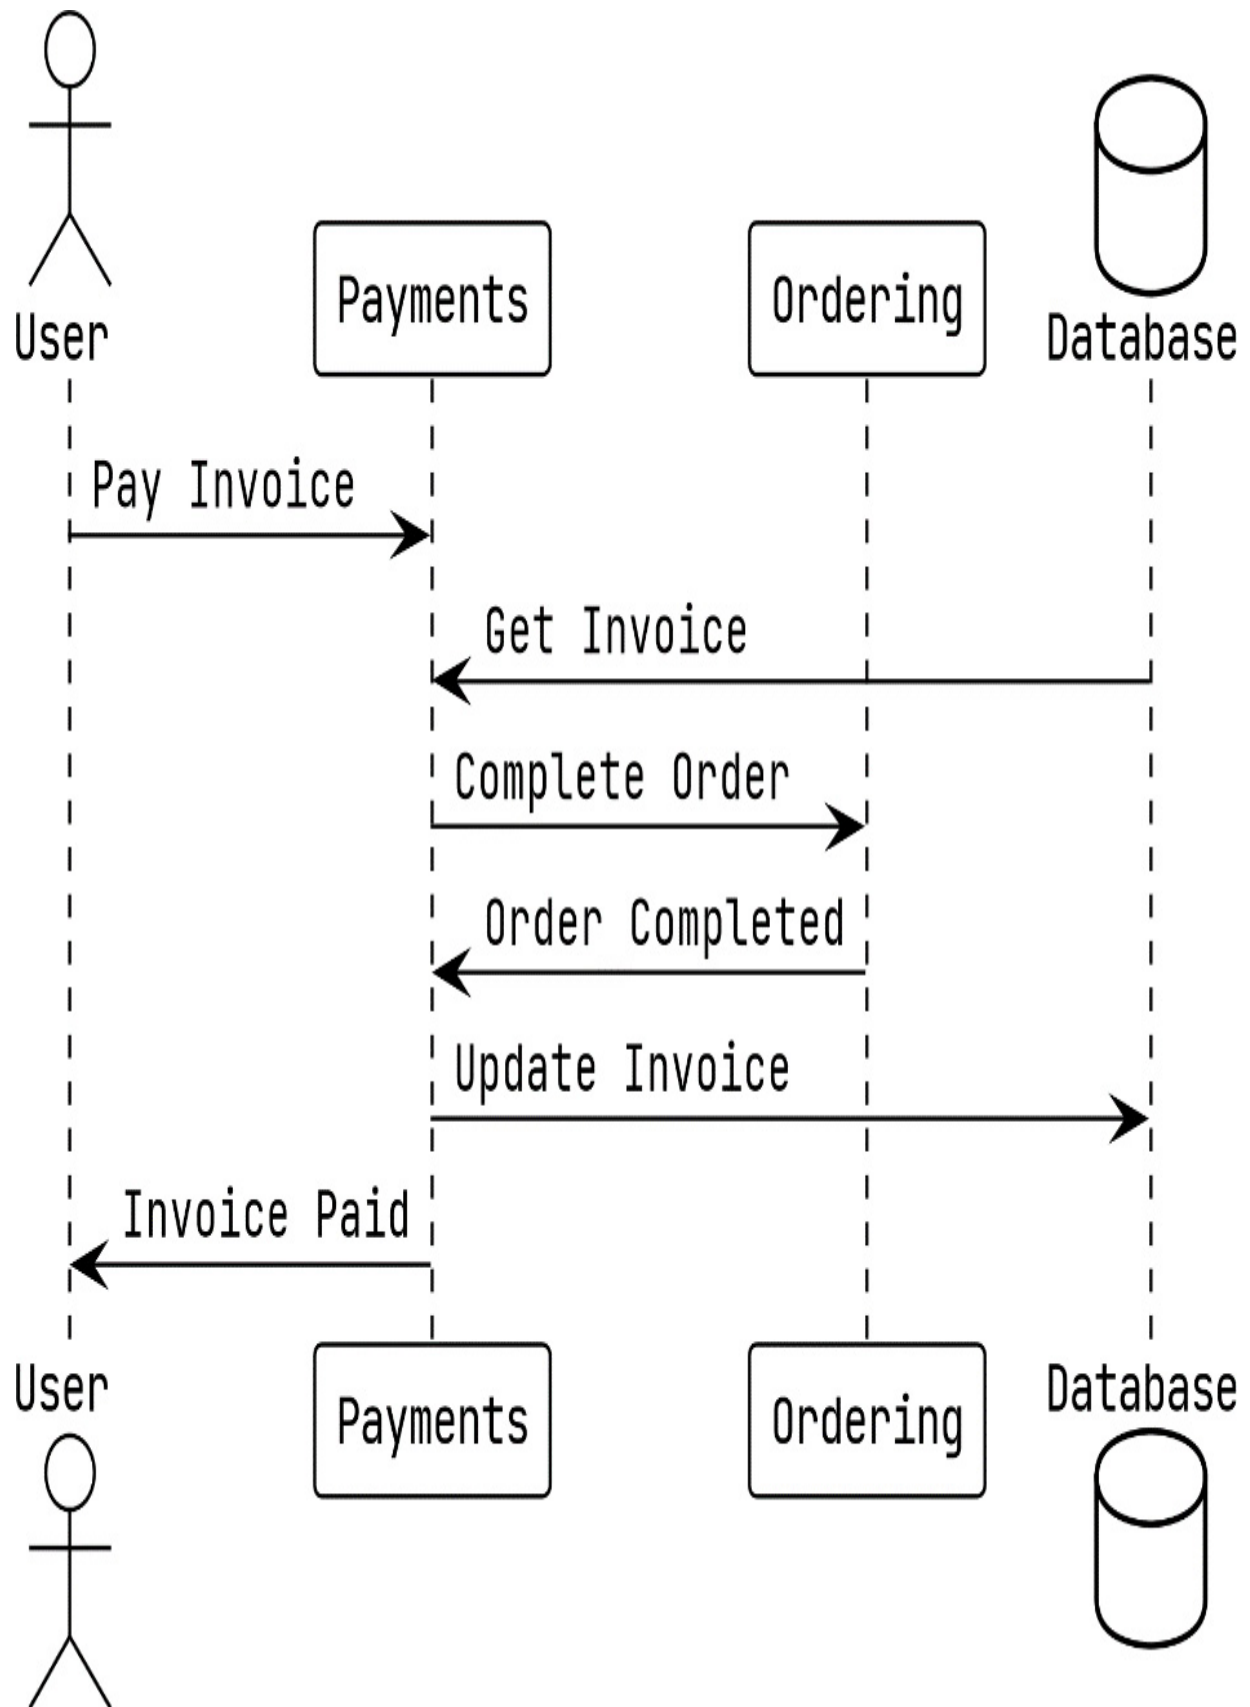 User
Payments
Ordering
Database
Pay Invoice
Get Invoice
Complete Order
Order Completed
Update Invoice
Invoice Paid
User
Payments
Ordering
Database